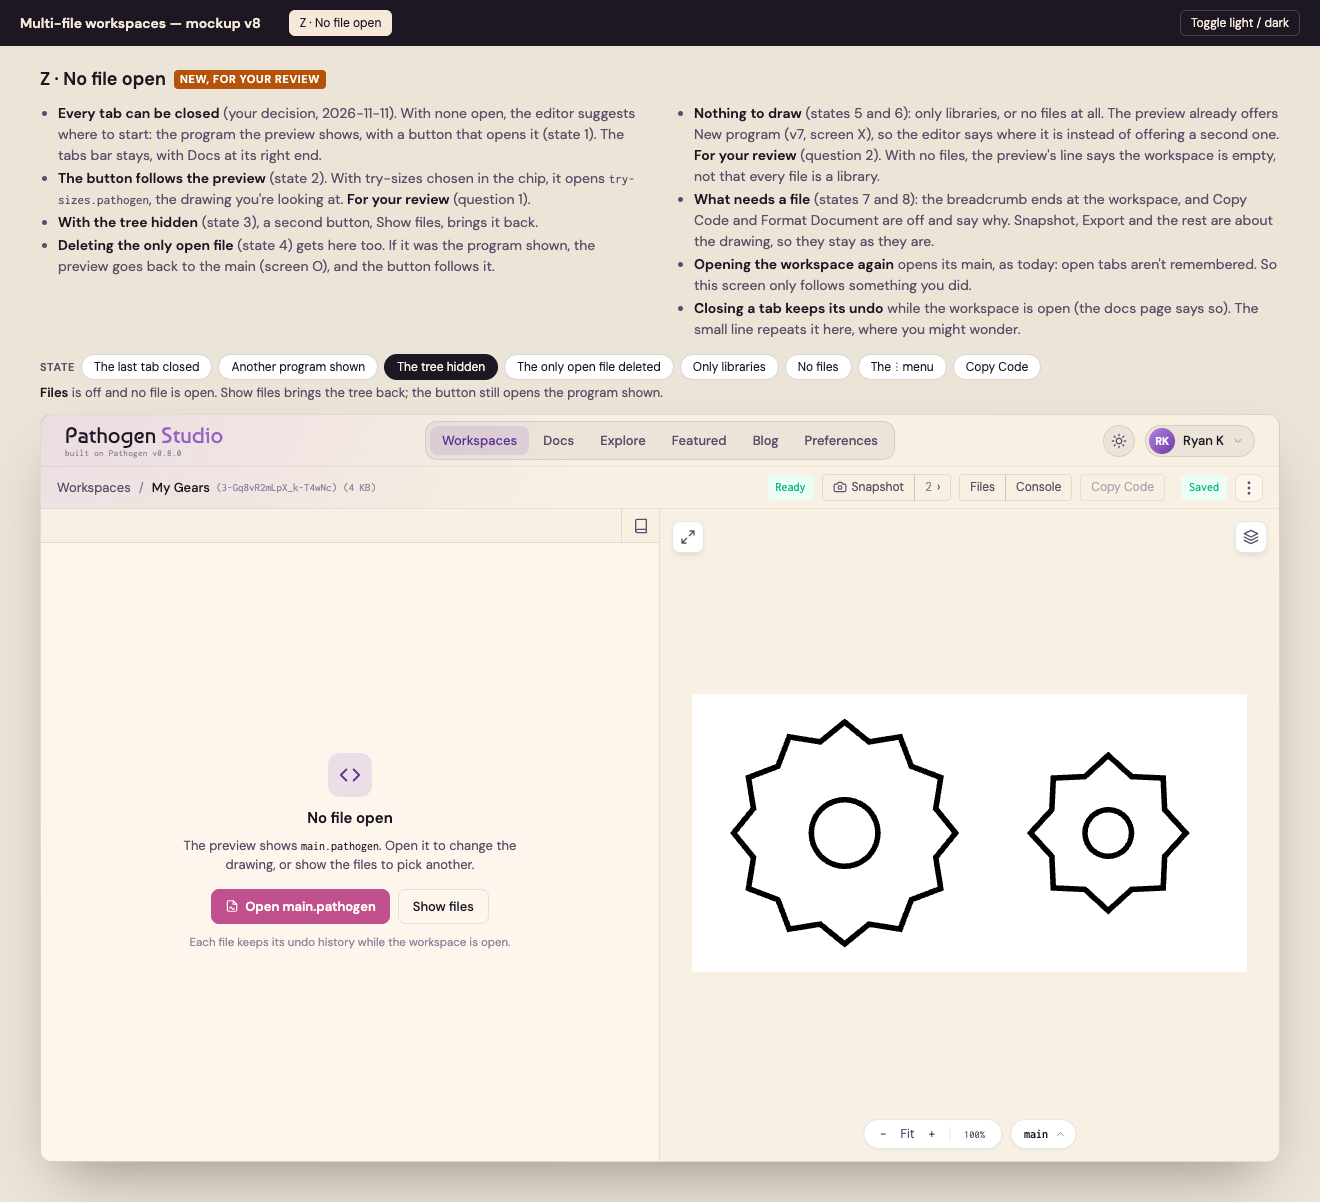 Multi-file workspaces — mockup v8
Z · No file open
Toggle light / dark
Z · No file open
NEW, FOR YOUR REVIEW
Every tab can be closed (your decision, 2026-11-11). With none open, the editor suggests
where to start: the program the preview shows, with a button that opens it (state 1). The
tabs bar stays, with Docs at its right end.
The button follows the preview (state 2). With try-sizes chosen in the chip, it opens try-
sizes.pathogen, the drawing you're looking at. For your review (question 1).
With the tree hidden (state 3), a second button, Show files, brings it back.
Deleting the only open file (state 4) gets here too. If it was the program shown, the
preview goes back to the main (screen O), and the button follows it.
Nothing to draw (states 5 and 6): only libraries, or no files at all. The preview already offers
New program (v7, screen X), so the editor says where it is instead of offering a second one.
For your review (question 2). With no files, the preview's line says the workspace is empty,
not that every file is a library.
What needs a file (states 7 and 8): the breadcrumb ends at the workspace, and Copy
Code and Format Document are off and say why. Snapshot, Export and the rest are about
the drawing, so they stay as they are.
Opening the workspace again opens its main, as today: open tabs aren't remembered. So
this screen only follows something you did.
Closing a tab keeps its undo while the workspace is open (the docs page says so). The
small line repeats it here, where you might wonder.
STATE
The last tab closed
Another program shown
The tree hidden
The only open file deleted
Only libraries
No files
The ⋮ menu
Copy Code
Files is off and no file is open. Show files brings the tree back; the button still opens the program shown.
Pathogen Studio
built on Pathogen v0.8.0
Workspaces
Docs
Explore
Featured
Blog
Preferences
RK
Ryan K
Workspaces / My Gears (3-Gq8vR2mLpX_k-T4wNc) (4 KB)
Ready
Snapshot
2 ›
Files
Console
Copy Code
Saved
No file open
The preview shows main.pathogen. Open it to change the
drawing, or show the files to pick another.
Open main.pathogen
Show files
Each file keeps its undo history while the workspace is open.
− Fit + 100%
main